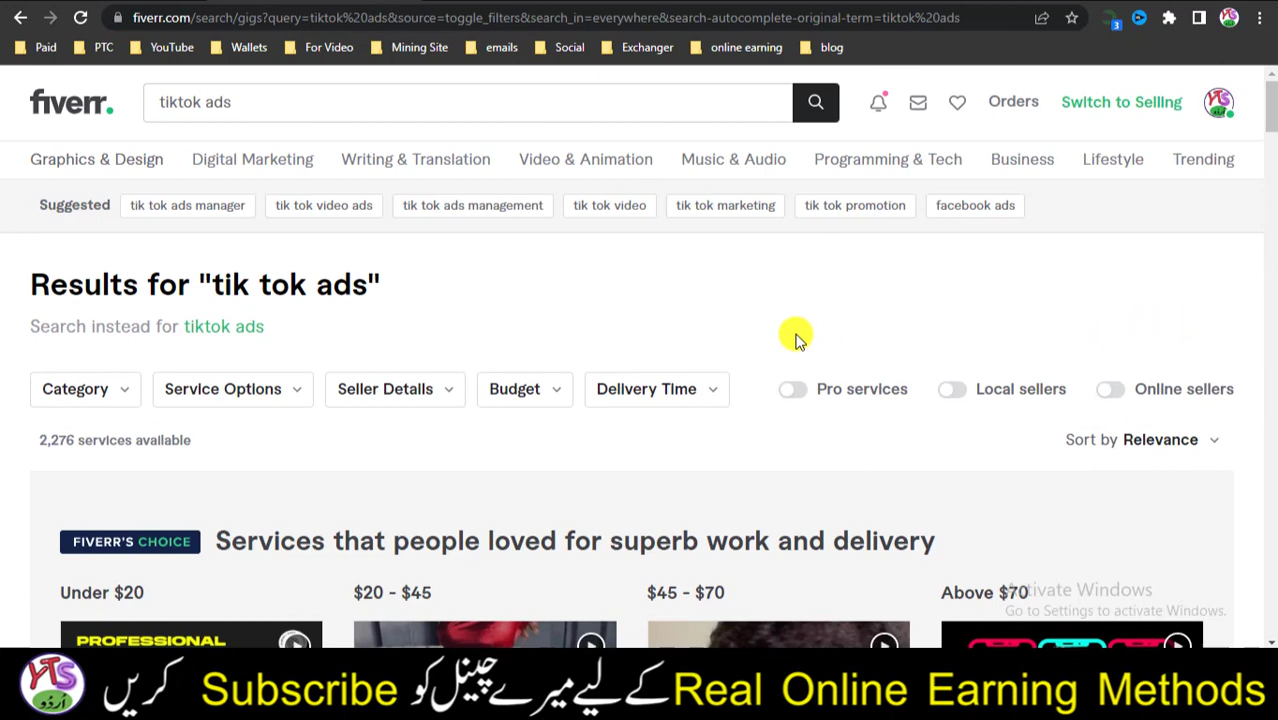 fiverr.com/search/gigs?query=tiktok%20ads&source=toggle_filters&search_in=everywhere&search-autocomplete-original-term=tiktok%20ads
3
Paid PTC YouTube Wallets For Video Mining Site emails Social Exchanger online earning blog
fiverr.
tiktok ads
Orders
Switch to Selling
Graphics & Design Digital Marketing Writing & Translation Video & Animation Music & Audio Programming & Tech Business Lifestyle Trending
Suggested tik tok ads manager tik tok video ads tik tok ads management tik tok video tik tok marketing tik tok promotion facebook ads
Results for "tik tok ads"
Search instead for tiktok ads
Category Service Options Seller Details Budget Delivery Time Pro services Local sellers Online sellers
2,276 services available
Sort by Relevance
FIVERR'S CHOICE Services that people loved for superb work and delivery
Under $20 $20 - $45 $45 - $70 Above $70
Activate Windows
Go to Settings to activate Windows.
PROFESSIONAL
YTS اُردُو
Real Online Earning Methods کے لیے میرے چینل کو Subscribe کریں